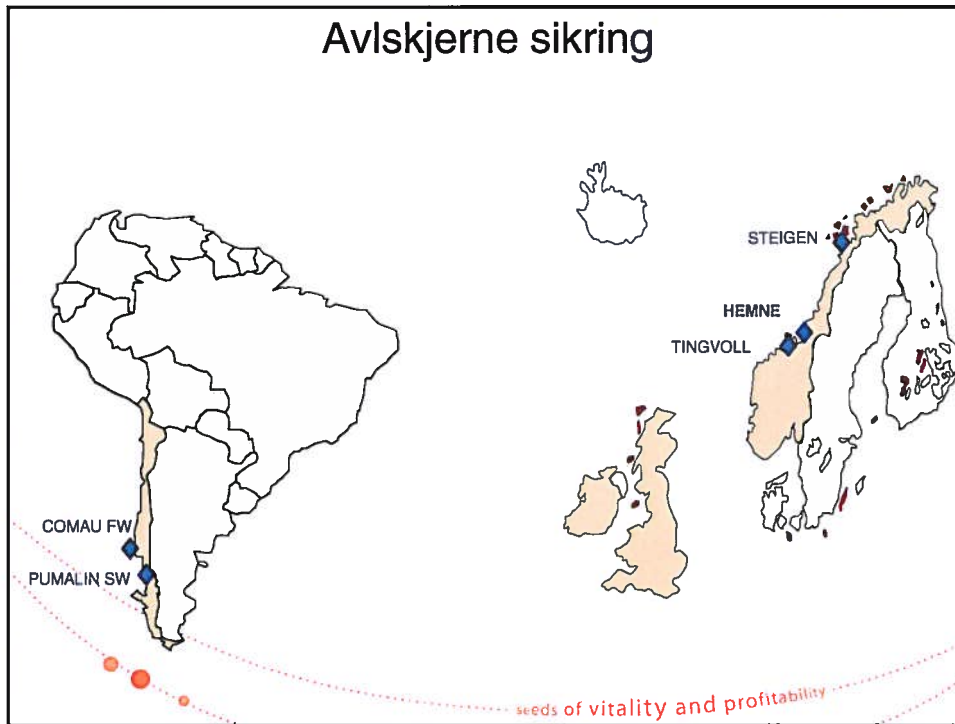 Avlskjerne sikring
STEIGEN
HEMNE
TINGVOLL
COMAU FW
PUMALIN SW
seeds of vitality and profitability